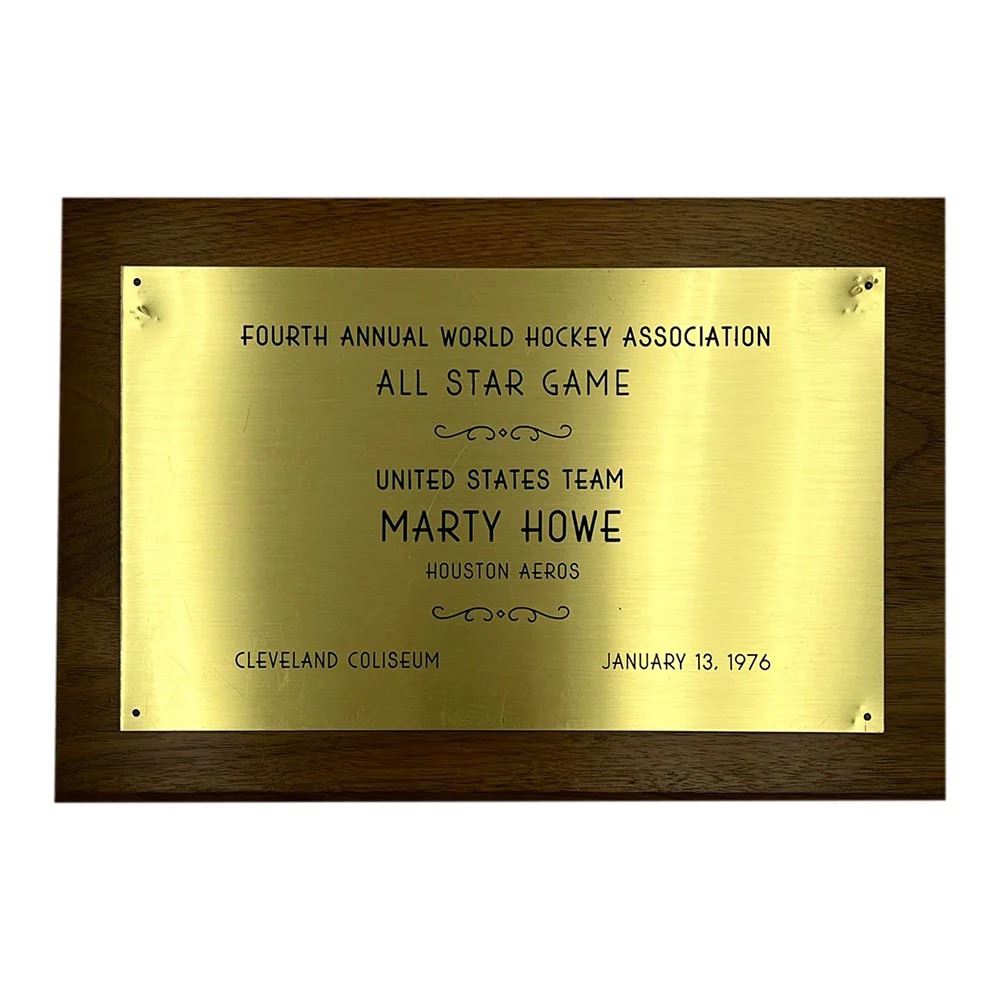 FOURTH ANNUAL WORLD HOCKEY ASSOCIATION
ALL STAR GAME
UNITED STATES TEAM
MARTY HOWE
HOUSTON AEROS
CLEVELAND COLISEUM JANUARY 13, 1976